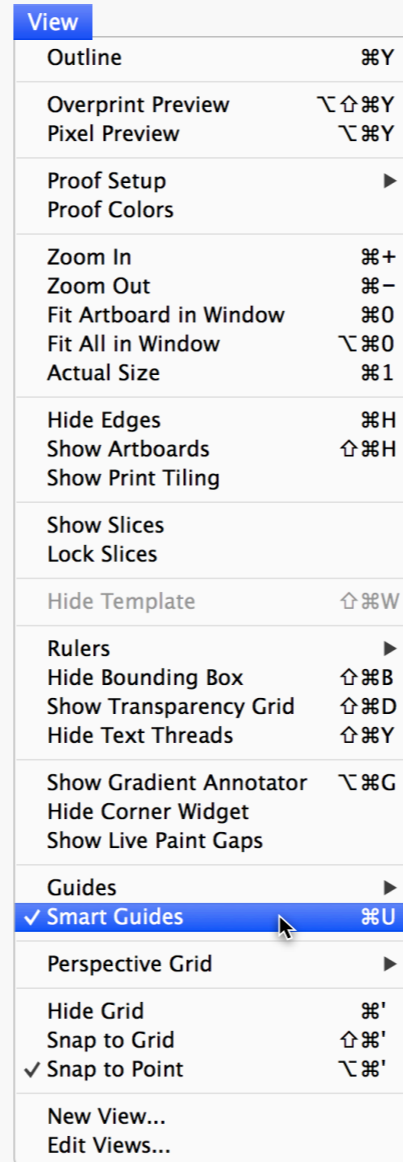 View
Outline ⌘Y
Overprint Preview ⌥⇧⌘Y
Pixel Preview ⌥⌘Y
Proof Setup ▶
Proof Colors
Zoom In ⌘+
Zoom Out ⌘−
Fit Artboard in Window ⌘0
Fit All in Window ⌥⌘0
Actual Size ⌘1
Hide Edges ⌘H
Show Artboards ⇧⌘H
Show Print Tiling
Show Slices
Lock Slices
Hide Template ⇧⌘W
Rulers ▶
Hide Bounding Box ⇧⌘B
Show Transparency Grid ⇧⌘D
Hide Text Threads ⇧⌘Y
Show Gradient Annotator ⌥⌘G
Hide Corner Widget
Show Live Paint Gaps
Guides ▶
✓ Smart Guides ⌘U
Perspective Grid ▶
Hide Grid ⌘'
Snap to Grid ⇧⌘'
✓ Snap to Point ⌥⌘'
New View...
Edit Views...